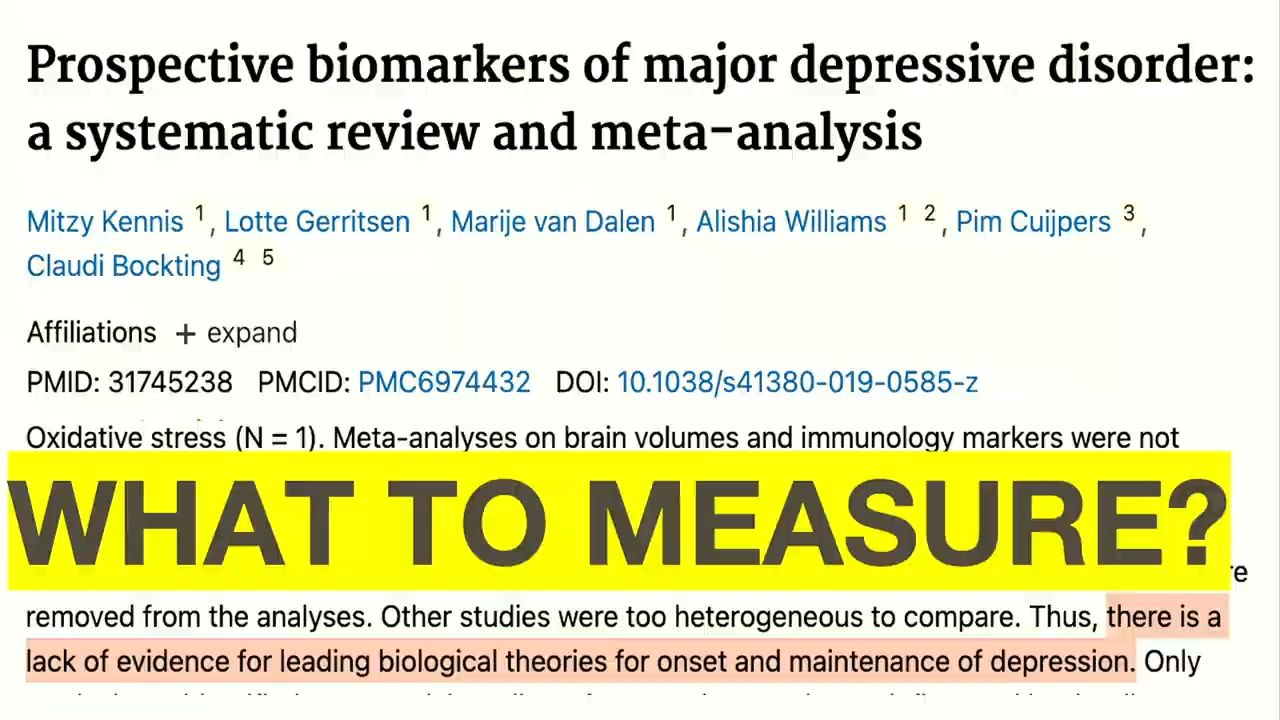 Prospective biomarkers of major depressive disorder:
a systematic review and meta-analysis
Mitzy Kennis 1, Lotte Gerritsen 1, Marije van Dalen 1, Alishia Williams 1 2, Pim Cuijpers 3,
Claudi Bockting 4 5
Affiliations + expand
PMID: 31745238 PMCID: PMC6974432 DOI: 10.1038/s41380-019-0585-z
Oxidative stress (N = 1). Meta-analyses on brain volumes and immunology markers were not
WHAT TO MEASURE?
removed from the analyses. Other studies were too heterogeneous to compare. Thus, there is a
lack of evidence for leading biological theories for onset and maintenance of depression. Only